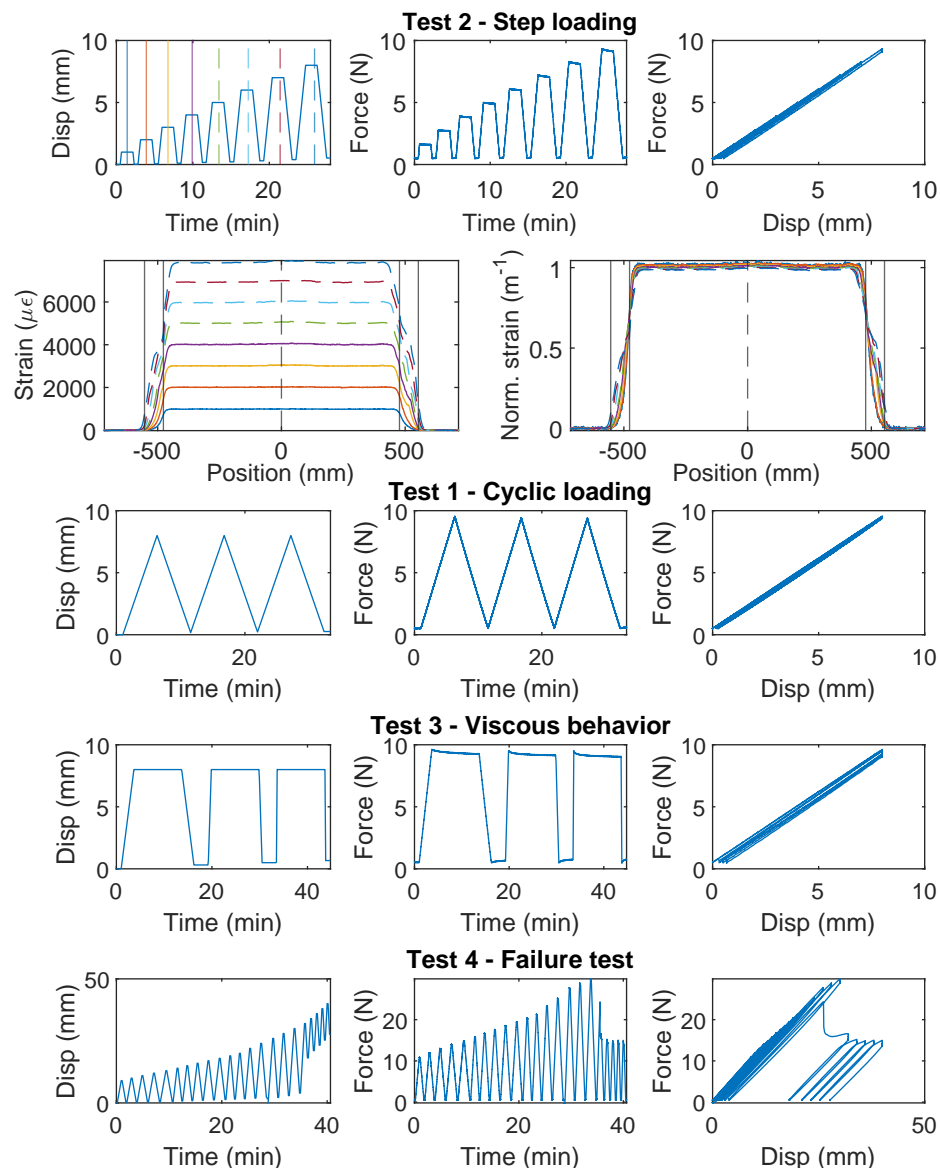 Test 2 - Step loading
10
5
0
Disp (mm)
0 10 20
Time (min)
10
5
0
Force (N)
0 10 20
Time (min)
10
5
0
Force (N)
0 5 10
Disp (mm)
6000
4000
2000
0
Strain (με)
-500 0 500
Position (mm)
1
0.5
0
Norm. strain (m⁻¹)
-500 0 500
Position (mm)
Test 1 - Cyclic loading
10
5
0
Disp (mm)
0 20
Time (min)
10
5
0
Force (N)
0 20
Time (min)
10
5
0
Force (N)
0 5 10
Disp (mm)
Test 3 - Viscous behavior
10
5
0
Disp (mm)
0 20 40
Time (min)
10
5
0
Force (N)
0 20 40
Time (min)
10
5
0
Force (N)
0 5 10
Disp (mm)
Test 4 - Failure test
50
0
Disp (mm)
0 20 40
Time (min)
20
10
0
Force (N)
0 20 40
Time (min)
20
10
0
Force (N)
0 50
Disp (mm)